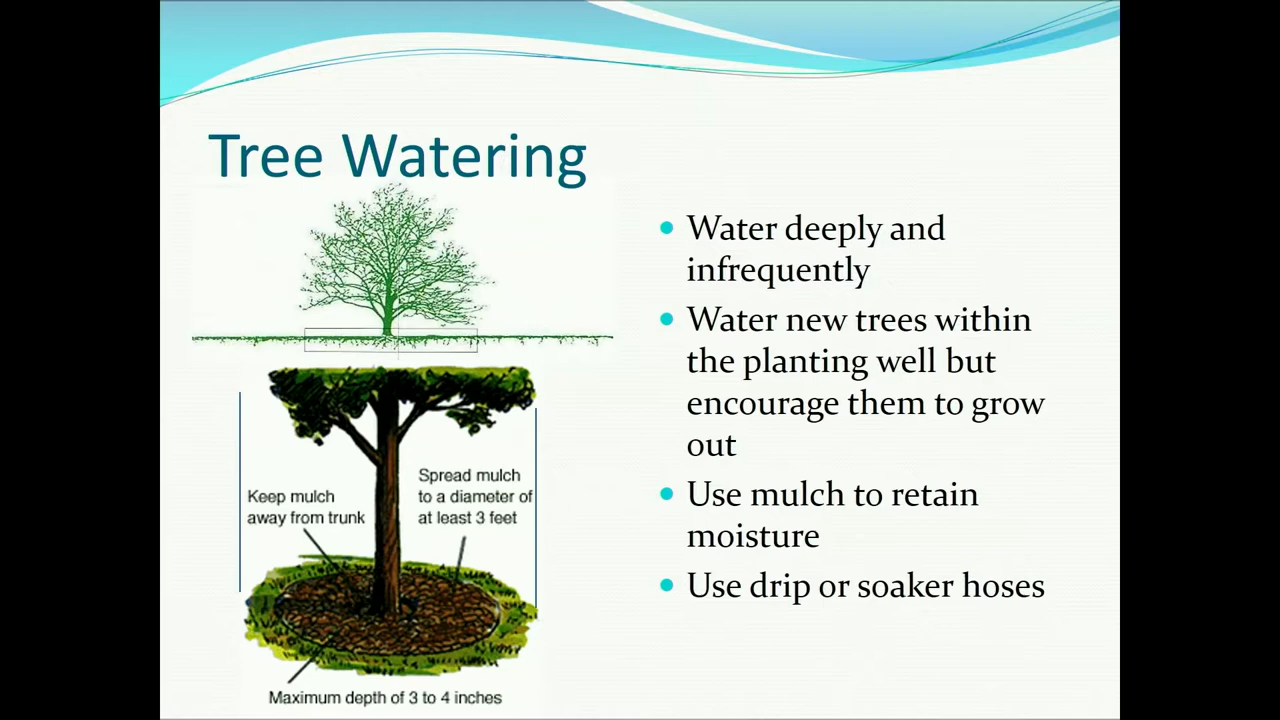 Tree Watering
Water deeply and
infrequently
Water new trees within
the planting well but
encourage them to grow
out
Use mulch to retain
moisture
Use drip or soaker hoses
Keep mulch
away from trunk
Spread mulch
to a diameter of
at least 3 feet
Maximum depth of 3 to 4 inches